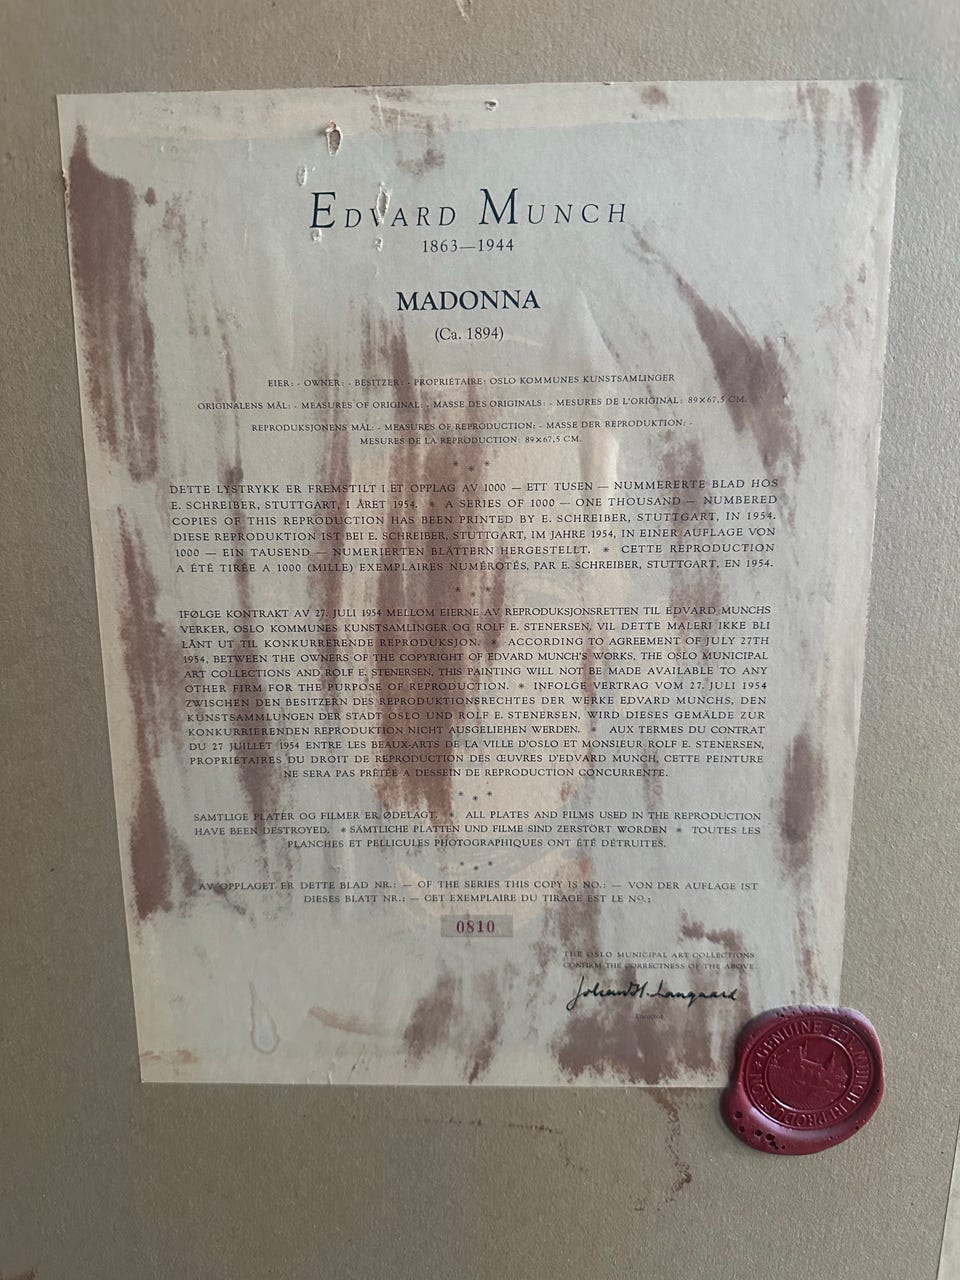 EDVARD MUNCH
1863—1944
MADONNA
(Ca. 1894)
EIER: - OWNER: - BESITZER: - PROPRIÉTAIRE: OSLO KOMMUNES KUNSTSAMLINGER
ORIGINALENS MÅL: - MEASURES OF ORIGINAL: - MASSE DES ORIGINALS: - MESURES DE L'ORIGINAL: 89×67,5 CM.
REPRODUKSJONENS MÅL: - MEASURES OF REPRODUCTION: - MASSE DER REPRODUKTION: -
MESURES DE LA REPRODUCTION: 89×67,5 CM.
* * *
DETTE LYSTRYKK ER FREMSTILT I ET OPPLAG AV 1000 — ETT TUSEN — NUMMERERTE BLAD HOS
E. SCHREIBER, STUTTGART, I ÅRET 1954. * A SERIES OF 1000 — ONE THOUSAND — NUMBERED
COPIES OF THIS REPRODUCTION HAS BEEN PRINTED BY E. SCHREIBER, STUTTGART, IN 1954.
DIESE REPRODUKTION IST BEI E. SCHREIBER, STUTTGART, IM JAHRE 1954, IN EINER AUFLAGE VON
1000 — EIN TAUSEND — NUMERIERTEN BLÄTTERN HERGESTELLT. * CETTE REPRODUCTION
A ÉTÉ TIRÉE A 1000 (MILLE) EXEMPLAIRES NUMÉROTÉS, PAR E. SCHREIBER, STUTTGART, EN 1954.
* * *
IFØLGE KONTRAKT AV 27. JULI 1954 MELLOM EIERNE AV REPRODUKSJONSRETTEN TIL EDVARD MUNCHS
VERKER, OSLO KOMMUNES KUNSTSAMLINGER OG ROLF E. STENERSEN, VIL DETTE MALERI IKKE BLI
LÅNT UT TIL KONKURRERENDE REPRODUKSJON. * ACCORDING TO AGREEMENT OF JULY 27TH
1954, BETWEEN THE OWNERS OF THE COPYRIGHT OF EDVARD MUNCH'S WORKS, THE OSLO MUNICIPAL
ART COLLECTIONS AND ROLF E. STENERSEN, THIS PAINTING WILL NOT BE MADE AVAILABLE TO ANY
OTHER FIRM FOR THE PURPOSE OF REPRODUCTION. * INFOLGE VERTRAG VOM 27. JULI 1954
ZWISCHEN DEN BESITZERN DES REPRODUKTIONSRECHTES DER WERKE EDVARD MUNCHS, DEN
KUNSTSAMMLUNGEN DER STADT OSLO UND ROLF E. STENERSEN, WIRD DIESES GEMÄLDE ZUR
KONKURRIERENDEN REPRODUKTION NICHT AUSGELIEHEN WERDEN. * AUX TERMES DU CONTRAT
DU 27 JUILLET 1954 ENTRE LES BEAUX-ARTS DE LA VILLE D'OSLO ET MONSIEUR ROLF E. STENERSEN,
PROPRIÉTAIRES DU DROIT DE REPRODUCTION DES ŒUVRES D'EDVARD MUNCH, CETTE PEINTURE
NE SERA PAS PRÊTÉE A DESSEIN DE REPRODUCTION CONCURRENTE.
* * *
SAMTLIGE PLATER OG FILMER ER ØDELAGT. * ALL PLATES AND FILMS USED IN THE REPRODUCTION
HAVE BEEN DESTROYED. * SÄMTLICHE PLATTEN UND FILME SIND ZERSTÖRT WORDEN * TOUTES LES
PLANCHES ET PELLICULES PHOTOGRAPHIQUES ONT ÉTÉ DÉTRUITES.
* * *
AV OPPLAGET ER DETTE BLAD NR.: — OF THE SERIES THIS COPY IS NO.: — VON DER AUFLAGE IST
DIESES BLATT NR.: — CET EXEMPLAIRE DU TIRAGE EST LE NO.:
0810
THE OSLO MUNICIPAL ART COLLECTIONS
CONFIRM THE CORRECTNESS OF THE ABOVE.
Johan H. Langaard
Director
GENUINE ED. MUNCH REPRODUCTION